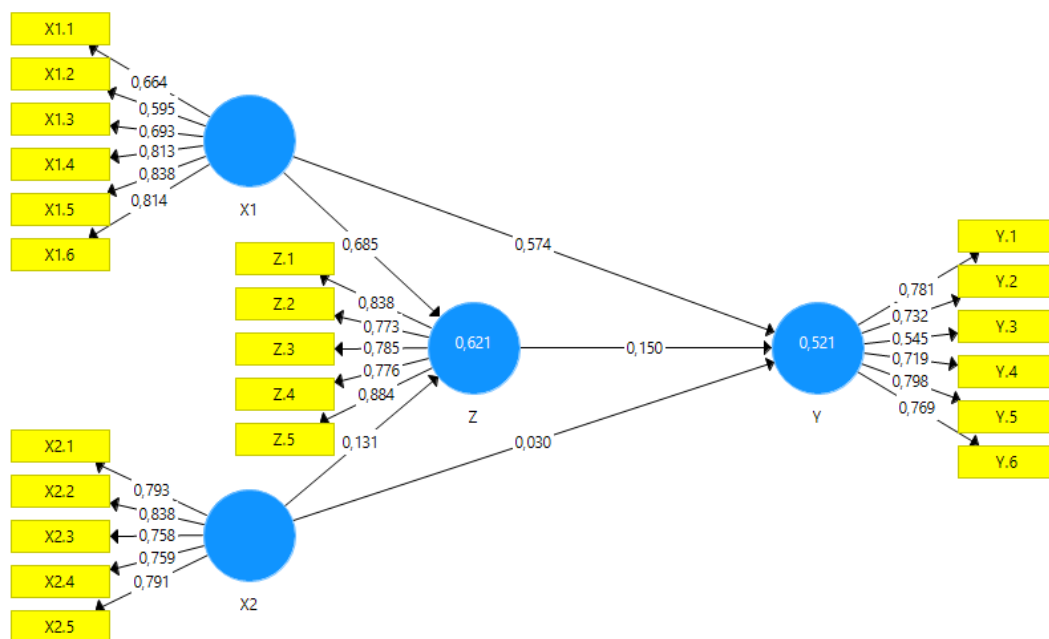 X1.1
X1.2
X1.3
X1.4
X1.5
X1.6
0,664
0,595
0,693
0,813
0,838
0,814
X1
0,685
0,574
Z.1
Z.2
Z.3
Z.4
Z.5
0,838
0,773
0,785
0,776
0,884
0,621
Z
0,150
0,131
0,030
X2.1
X2.2
X2.3
X2.4
X2.5
0,793
0,838
0,758
0,759
0,791
X2
0,521
Y
0,781
0,732
0,545
0,719
0,798
0,769
Y.1
Y.2
Y.3
Y.4
Y.5
Y.6